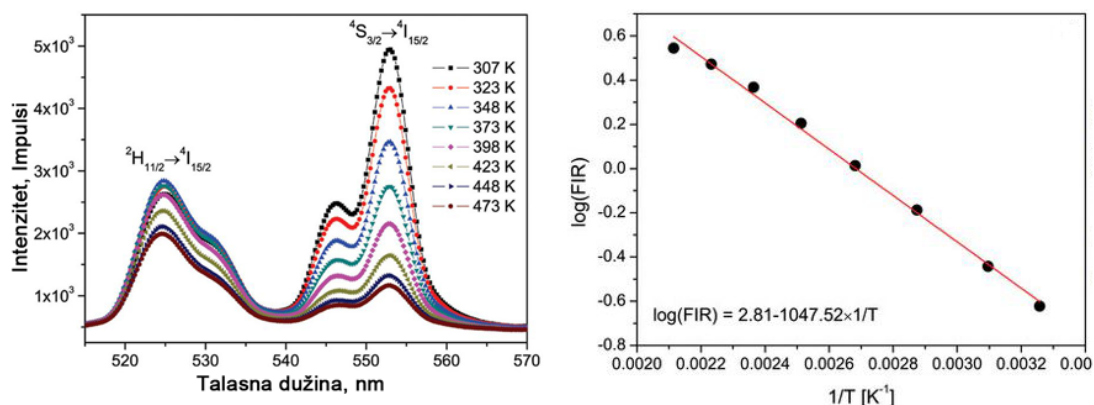 ⁴S₃/₂→⁴I₁₅/₂
²H₁₁/₂→⁴I₁₅/₂
5x10³
4x10³
3x10³
2x10³
1x10³
Intenzitet, Impulsi
307 K
323 K
348 K
373 K
398 K
423 K
448 K
473 K
520 530 540 550 560 570
Talasna dužina, nm
0.6
0.4
0.2
0.0
-0.2
-0.4
-0.6
-0.8
log(FIR)
log(FIR) = 2.81-1047.52×1/T
0.0020 0.0022 0.0024 0.0026 0.0028 0.0030 0.0032 0.00
1/T [K⁻¹]